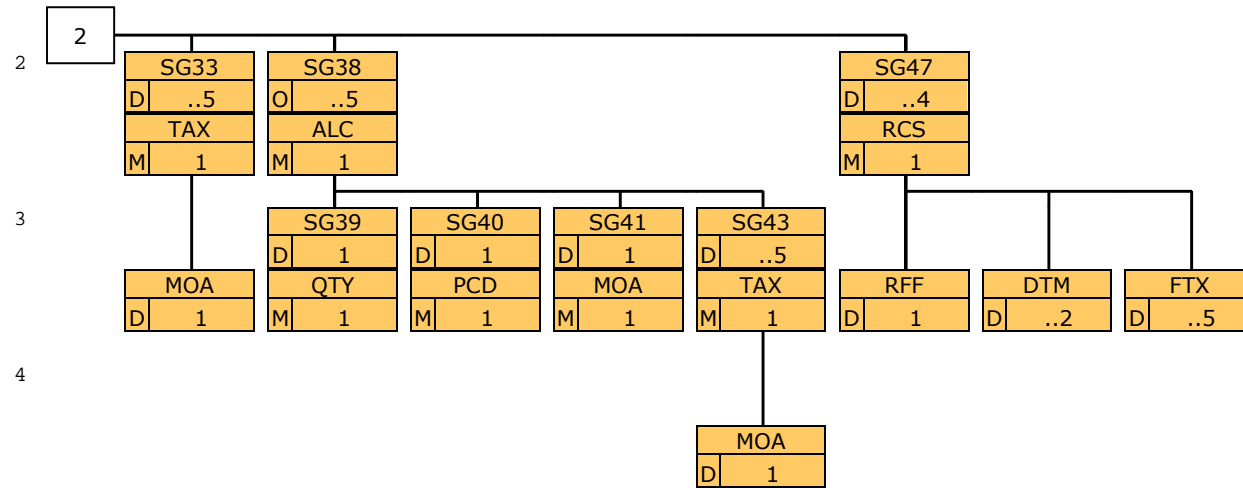 2
2 SG33 SG38 SG47
D ..5 O ..5 D ..4
TAX ALC RCS
M 1 M 1 M 1
3 SG39 SG40 SG41 SG43
D 1 D 1 D 1 D ..5
MOA QTY PCD MOA TAX RFF DTM FTX
D 1 M 1 M 1 M 1 M 1 D 1 D ..2 D ..5
4
MOA
D 1